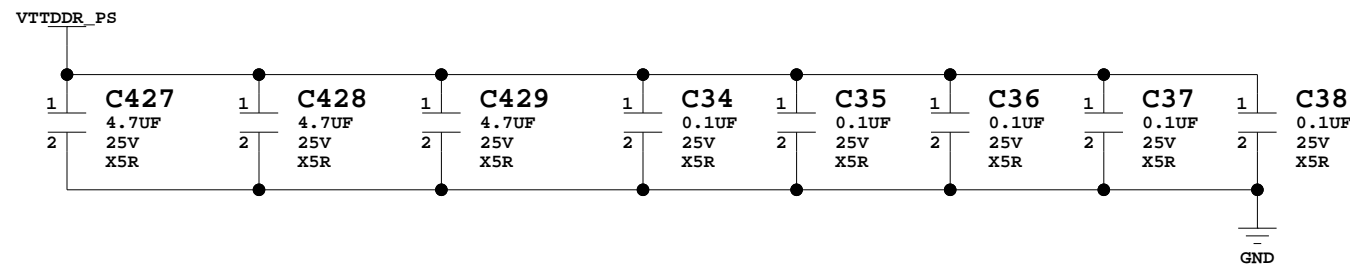 VTTDDR_PS
1 C427 1 C428 1 C429 1 C34 1 C35 1 C36 1 C37 1 C38
4.7UF 4.7UF 4.7UF 0.1UF 0.1UF 0.1UF 0.1UF 0.1UF
2 25V 2 25V 2 25V 2 25V 2 25V 2 25V 2 25V 2 25V
X5R X5R X5R X5R X5R X5R X5R X5R
GND